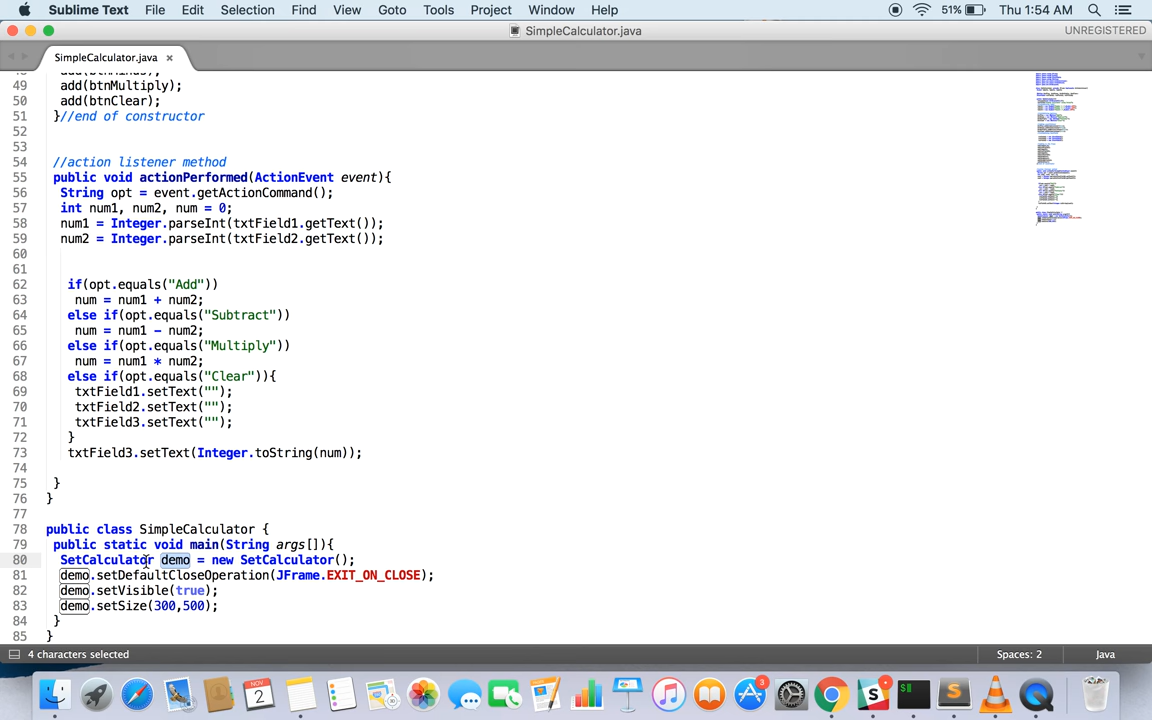 Sublime Text File Edit Selection Find View Goto Tools Project Window Help 51% Thu 1:54 AM
SimpleCalculator.java UNREGISTERED
SimpleCalculator.java ×
48 add(btnMinus);
49 add(btnMultiply);
50 add(btnClear);
51 }//end of constructor
52
53
54 //action listener method
55 public void actionPerformed(ActionEvent event){
56 String opt = event.getActionCommand();
57 int num1, num2, num = 0;
58 num1 = Integer.parseInt(txtField1.getText());
59 num2 = Integer.parseInt(txtField2.getText());
60
61
62 if(opt.equals("Add"))
63 num = num1 + num2;
64 else if(opt.equals("Subtract"))
65 num = num1 - num2;
66 else if(opt.equals("Multiply"))
67 num = num1 * num2;
68 else if(opt.equals("Clear")){
69 txtField1.setText("");
70 txtField2.setText("");
71 txtField3.setText("");
72 }
73 txtField3.setText(Integer.toString(num));
74
75 }
76 }
77
78 public class SimpleCalculator {
79 public static void main(String args[]){
80 SetCalculator demo = new SetCalculator();
81 demo.setDefaultCloseOperation(JFrame.EXIT_ON_CLOSE);
82 demo.setVisible(true);
83 demo.setSize(300,500);
84 }
85 }
4 characters selected Spaces: 2 Java
NOV
2
3